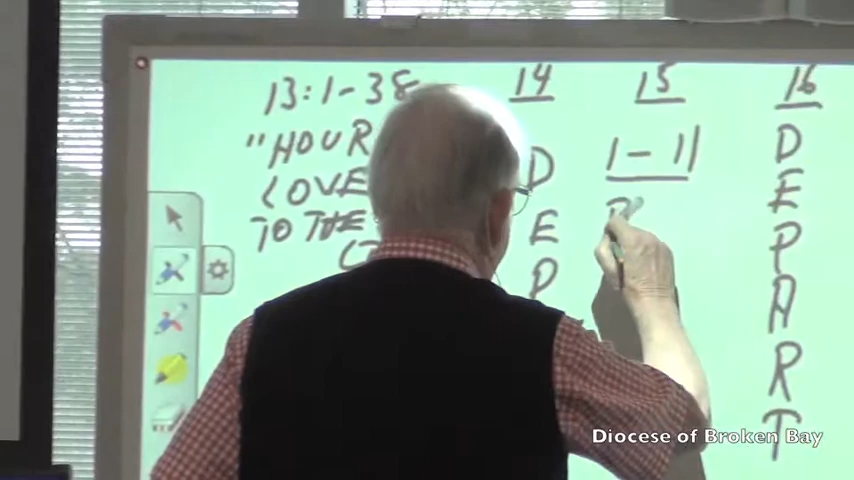 13:1-38 14 15 16
"HOUR
LOVE
TO THE
D
E
P
1-11
D
E
P
A
R
T
Diocese of Broken Bay